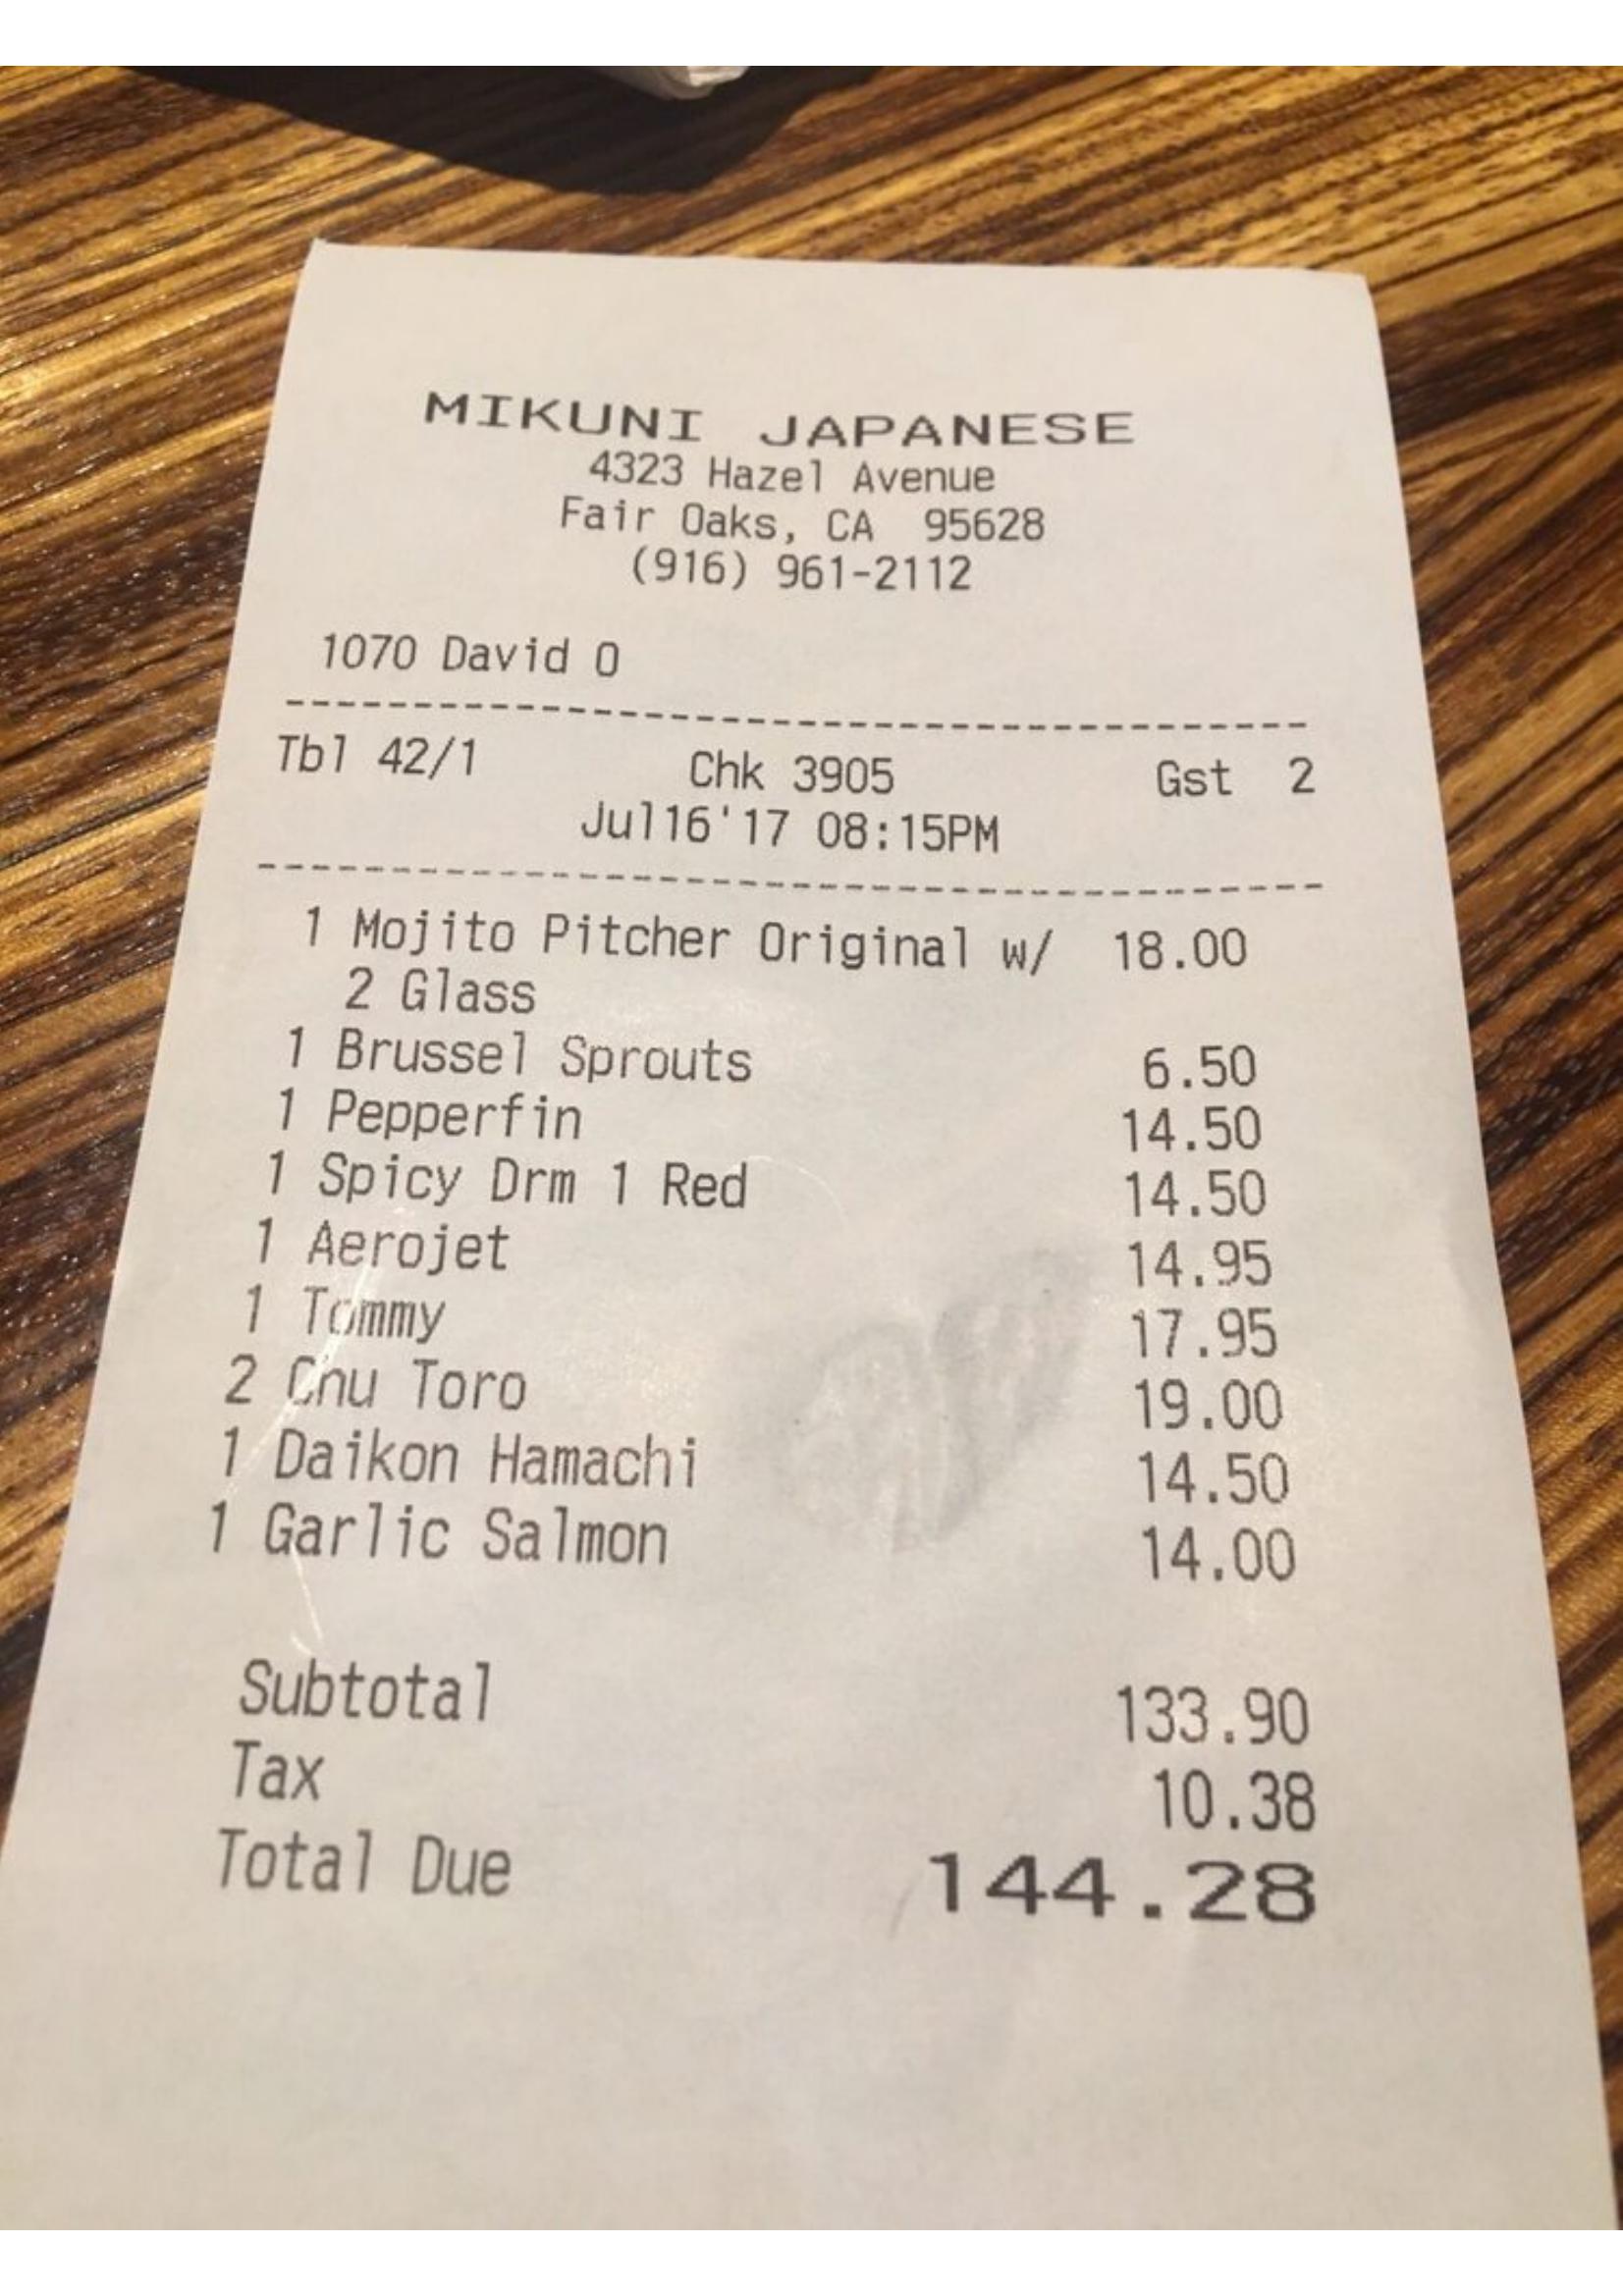 MIKUNI JAPANESE
4323 Hazel Avenue
Fair Oaks, CA 95628
(916) 961-2112
1070 David O
Tbl 42/1 Chk 3905 Gst 2
Jul16'17 08:15PM
1 Mojito Pitcher Original w/ 18.00
2 Glass
1 Brussel Sprouts 6.50
1 Pepperfin 14.50
1 Spicy Drm 1 Red 14.50
1 Aerojet 14.95
1 Tommy 17.95
2 Chu Toro 19.00
1 Daikon Hamachi 14.50
1 Garlic Salmon 14.00
Subtotal 133.90
Tax 10.38
Total Due 144.28